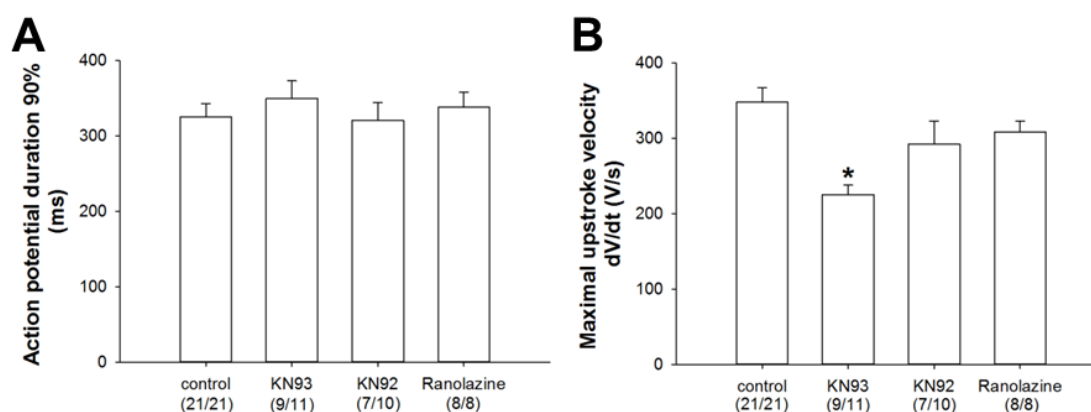 A
Action potential duration 90%
(ms)
400
300
200
100
0
control
(21/21)
KN93
(9/11)
KN92
(7/10)
Ranolazine
(8/8)
B
Maximal upstroke velocity
dV/dt (V/s)
400
300
200
100
0
*
control
(21/21)
KN93
(9/11)
KN92
(7/10)
Ranolazine
(8/8)